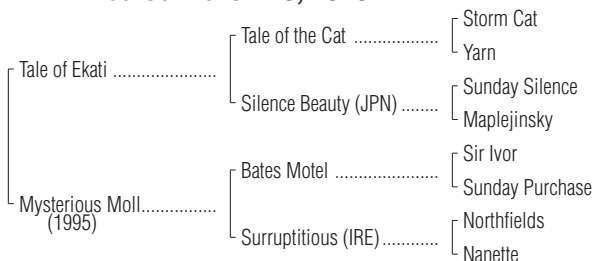 Storm Cat
Tale of the Cat ..................
Yarn
Tale of Ekati ......................
Sunday Silence
Silence Beauty (JPN) ........
Maplejinsky
Sir Ivor
Bates Motel ......................
Sunday Purchase
Mysterious Moll................
(1995)
Northfields
Surruptitious (IRE)............
Nanette